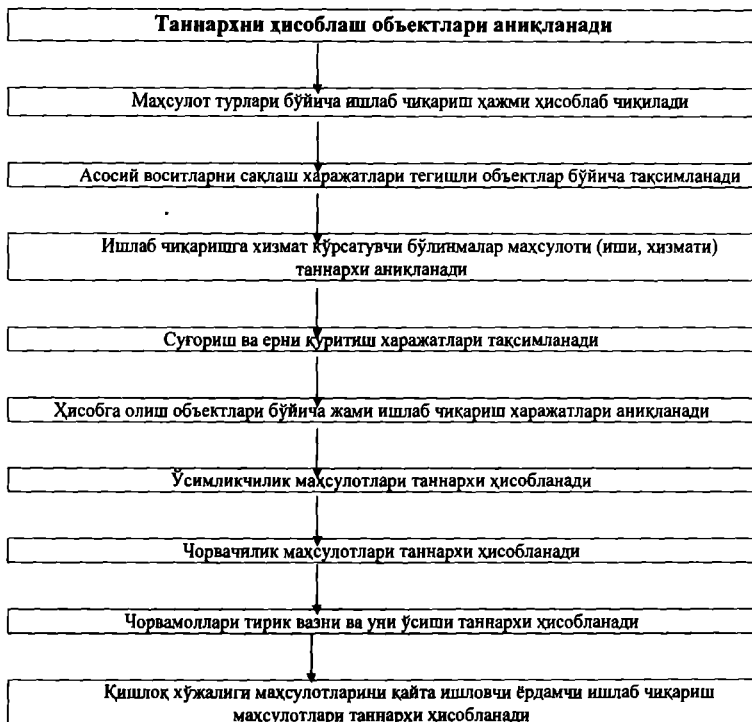 Таннархни ҳисоблаш объектлари аниқланади
Маҳсулот турлари бўйича ишлаб чиқариш ҳажми ҳисоблаб чиқилади
Асосий воситларни сақлаш харажатлари тегишли объектлар бўйича тақсимланади
Ишлаб чиқаришга хизмат кўрсатувчи бўлинмалар маҳсулоти (иши, хизмати)
таннархи аниқланади
Суғориш ва ерни қуритиш харажатлари тақсимланади
Ҳисобга олиш объектлари бўйича жами ишлаб чиқариш харажатлари аниқланади
Ўсимликчилик маҳсулотлари таннархи ҳисобланади
Чорвачилик маҳсулотлари таннархи ҳисобланади
Чорвамоллари тирик вазни ва уни ўсиши таннархи ҳисобланади
Қишлоқ хўжалиги маҳсулотларини қайта ишловчи ёрдамчи ишлаб чиқариш
маҳсулотлари таннархи ҳисобланади